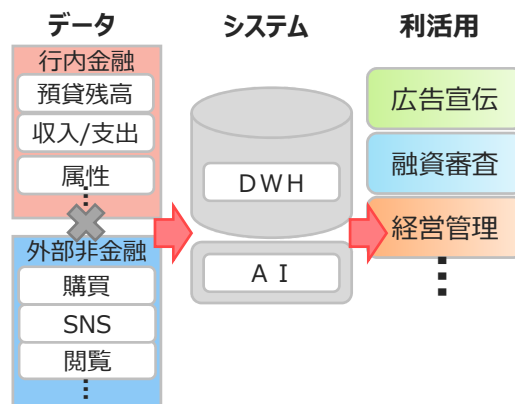 データ
システム
利活用
行内金融
預貸残高
収入/支出
属性
外部非金融
購買
SNS
閲覧
DWH
AI
広告宣伝
融資審査
経営管理